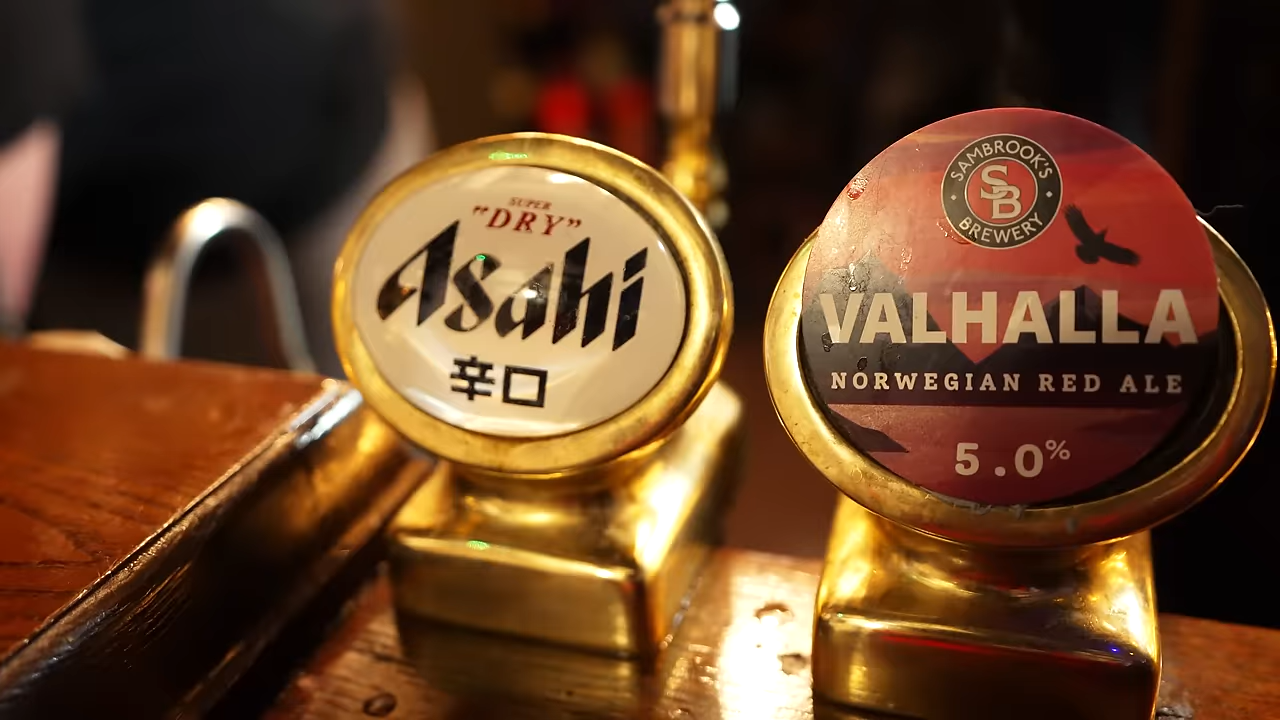 SUPER
"DRY"
Asahi
辛口
SAMBROOK'S
SB
BREWERY
VALHALLA
NORWEGIAN RED ALE
5.0%